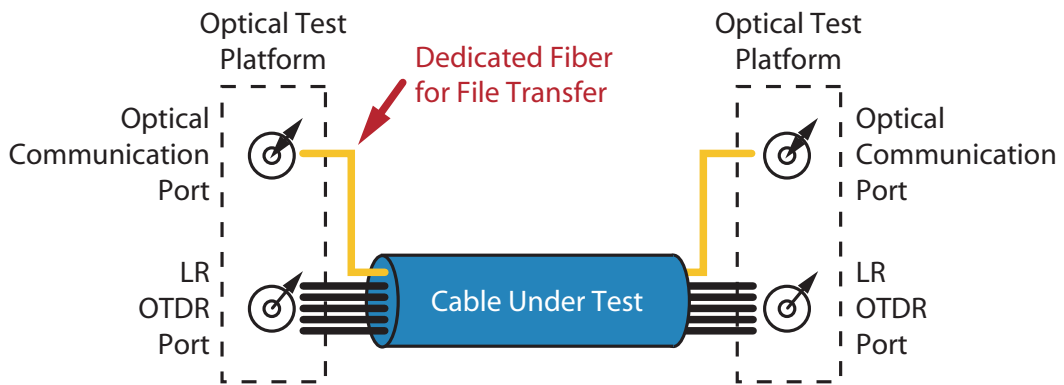 Optical Test
Platform
Optical Test
Platform
Dedicated Fiber
for File Transfer
Optical
Communication
Port
Optical
Communication
Port
LR
OTDR
Port
Cable Under Test
LR
OTDR
Port